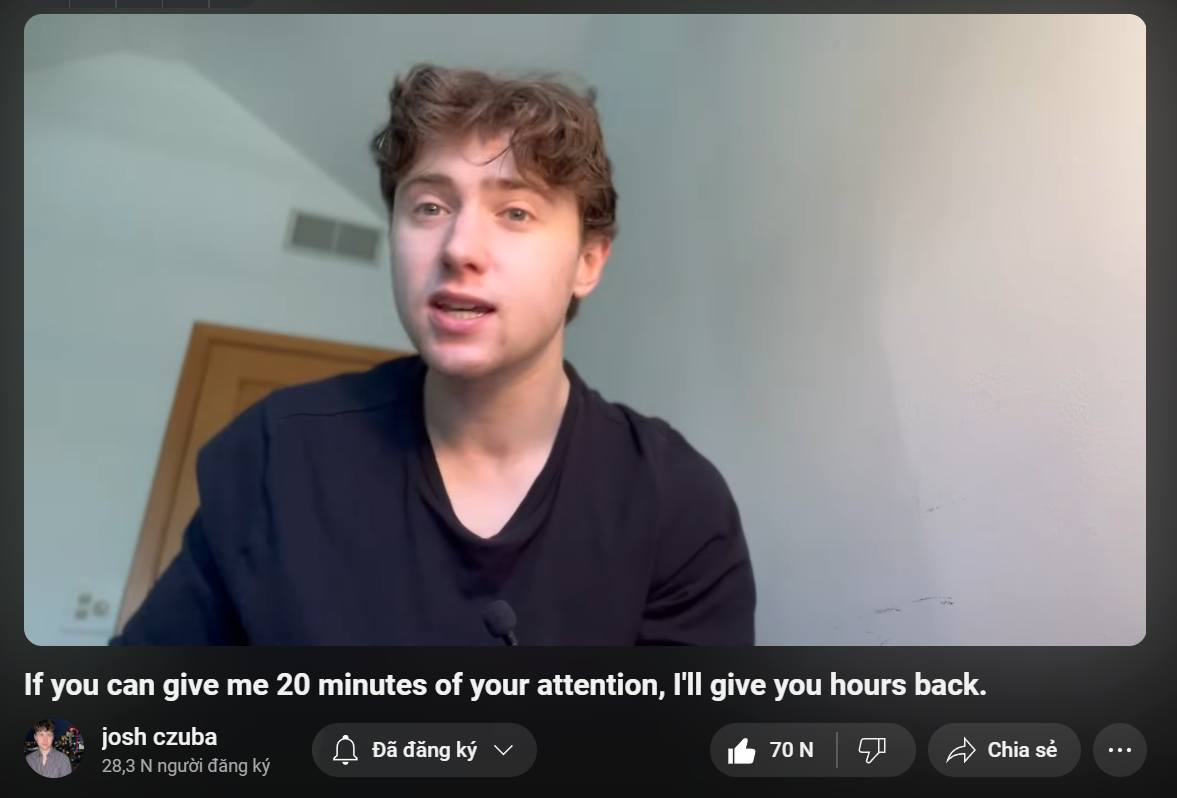 If you can give me 20 minutes of your attention, I'll give you hours back.
josh czuba
28,3 N người đăng ký
Đã đăng ký
70 N
Chia sẻ